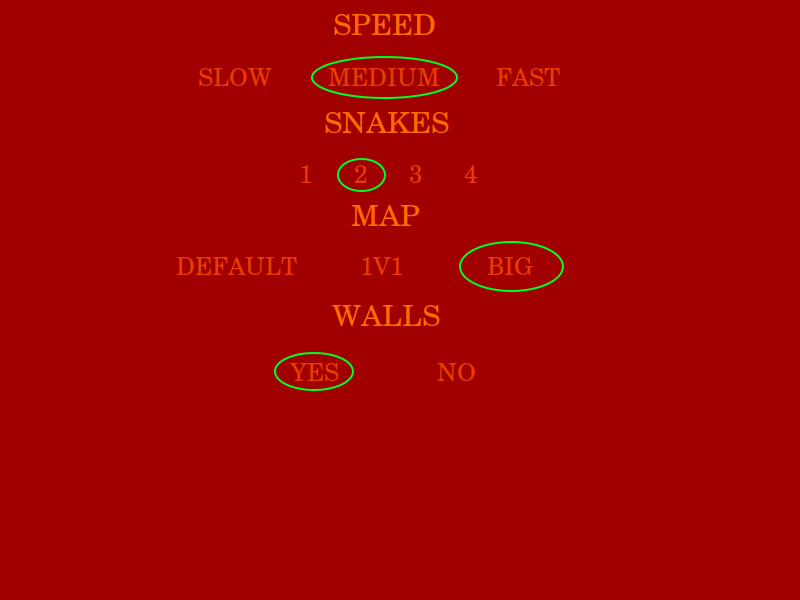 SPEED
SLOW MEDIUM FAST
SNAKES
1 2 3 4
MAP
DEFAULT 1V1 BIG
WALLS
YES NO